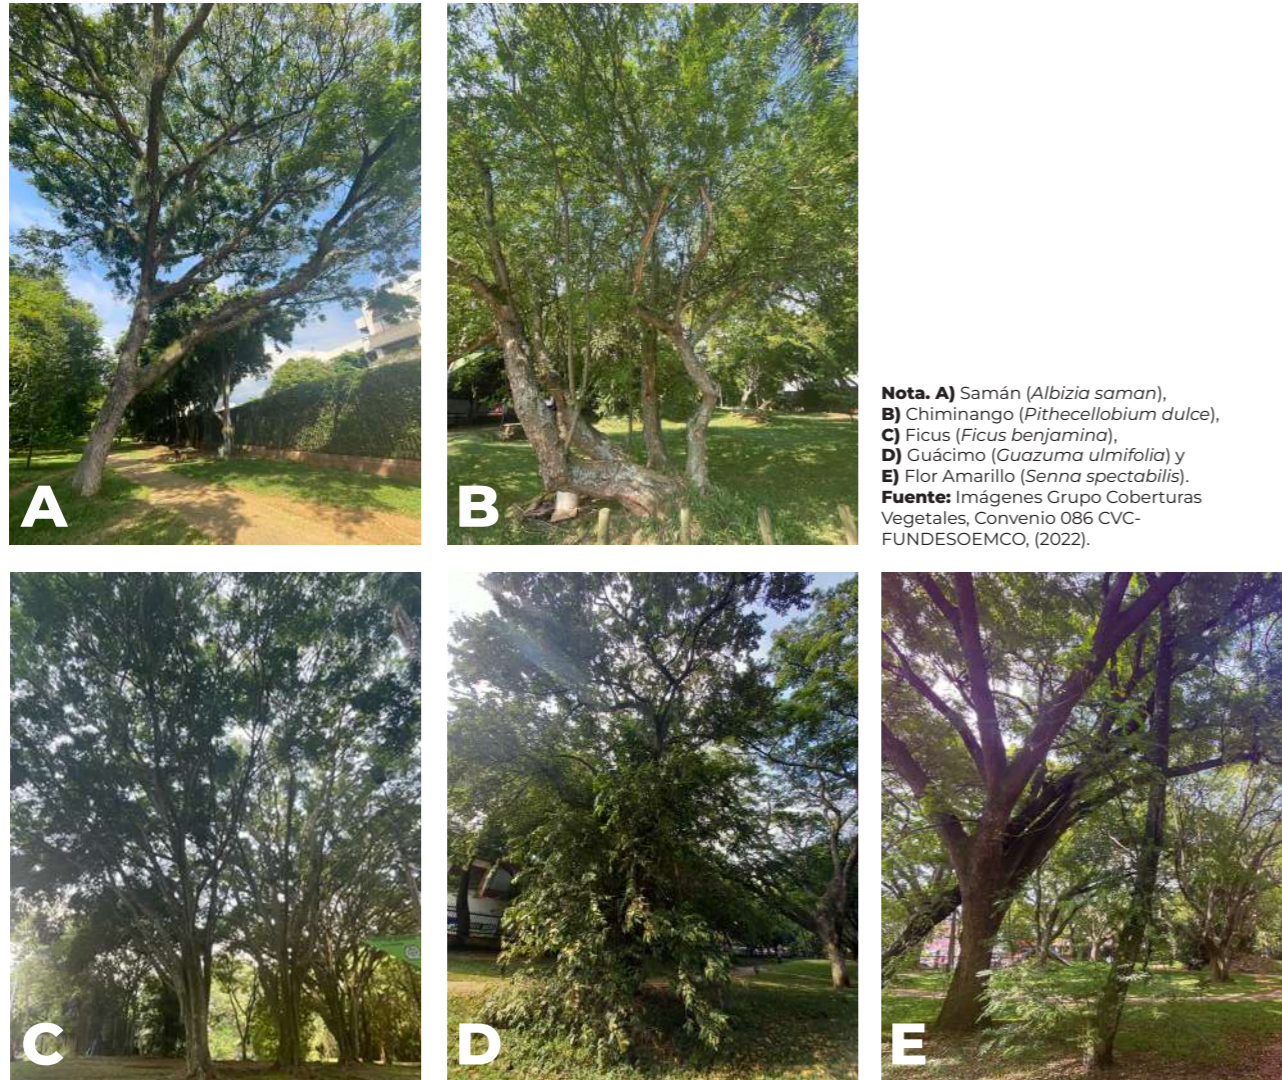 A
B
Nota. A) Samán (Albizia saman),
B) Chiminango (Pithecellobium dulce),
C) Ficus (Ficus benjamina),
D) Guácimo (Guazuma ulmifolia) y
E) Flor Amarillo (Senna spectabilis).
Fuente: Imágenes Grupo Coberturas
Vegetales, Convenio 086 CVC-
FUNDESOEMCO, (2022).
C
D
E